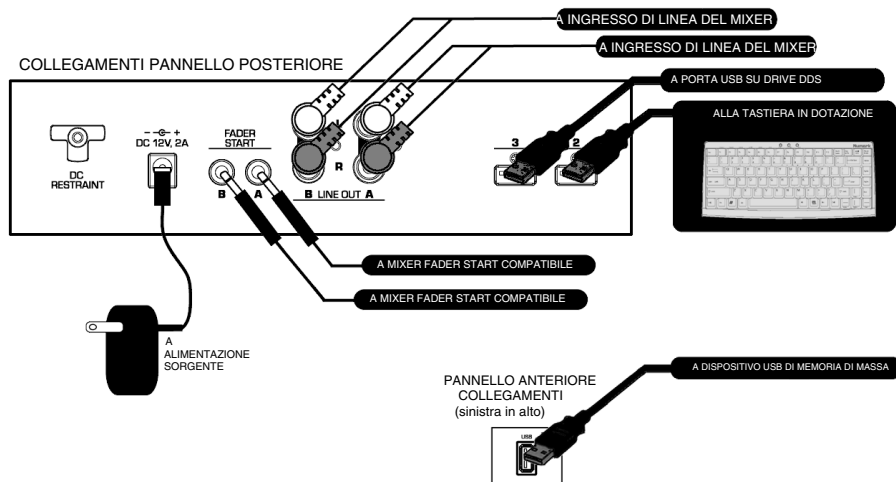 A INGRESSO DI LINEA DEL MIXER
A INGRESSO DI LINEA DEL MIXER
COLLEGAMENTI PANNELLO POSTERIORE
A PORTA USB SU DRIVE DDS
ALLA TASTIERA IN DOTAZIONE
Numark
DC
RESTRAINT
DC 12V, 2A
FADER
START
B A
R
B LINE OUT A
3 2
A MIXER FADER START COMPATIBILE
A MIXER FADER START COMPATIBILE
A
ALIMENTAZIONE
SORGENTE
PANNELLO ANTERIORE
COLLEGAMENTI
(sinistra in alto)
USB
A DISPOSITIVO USB DI MEMORIA DI MASSA